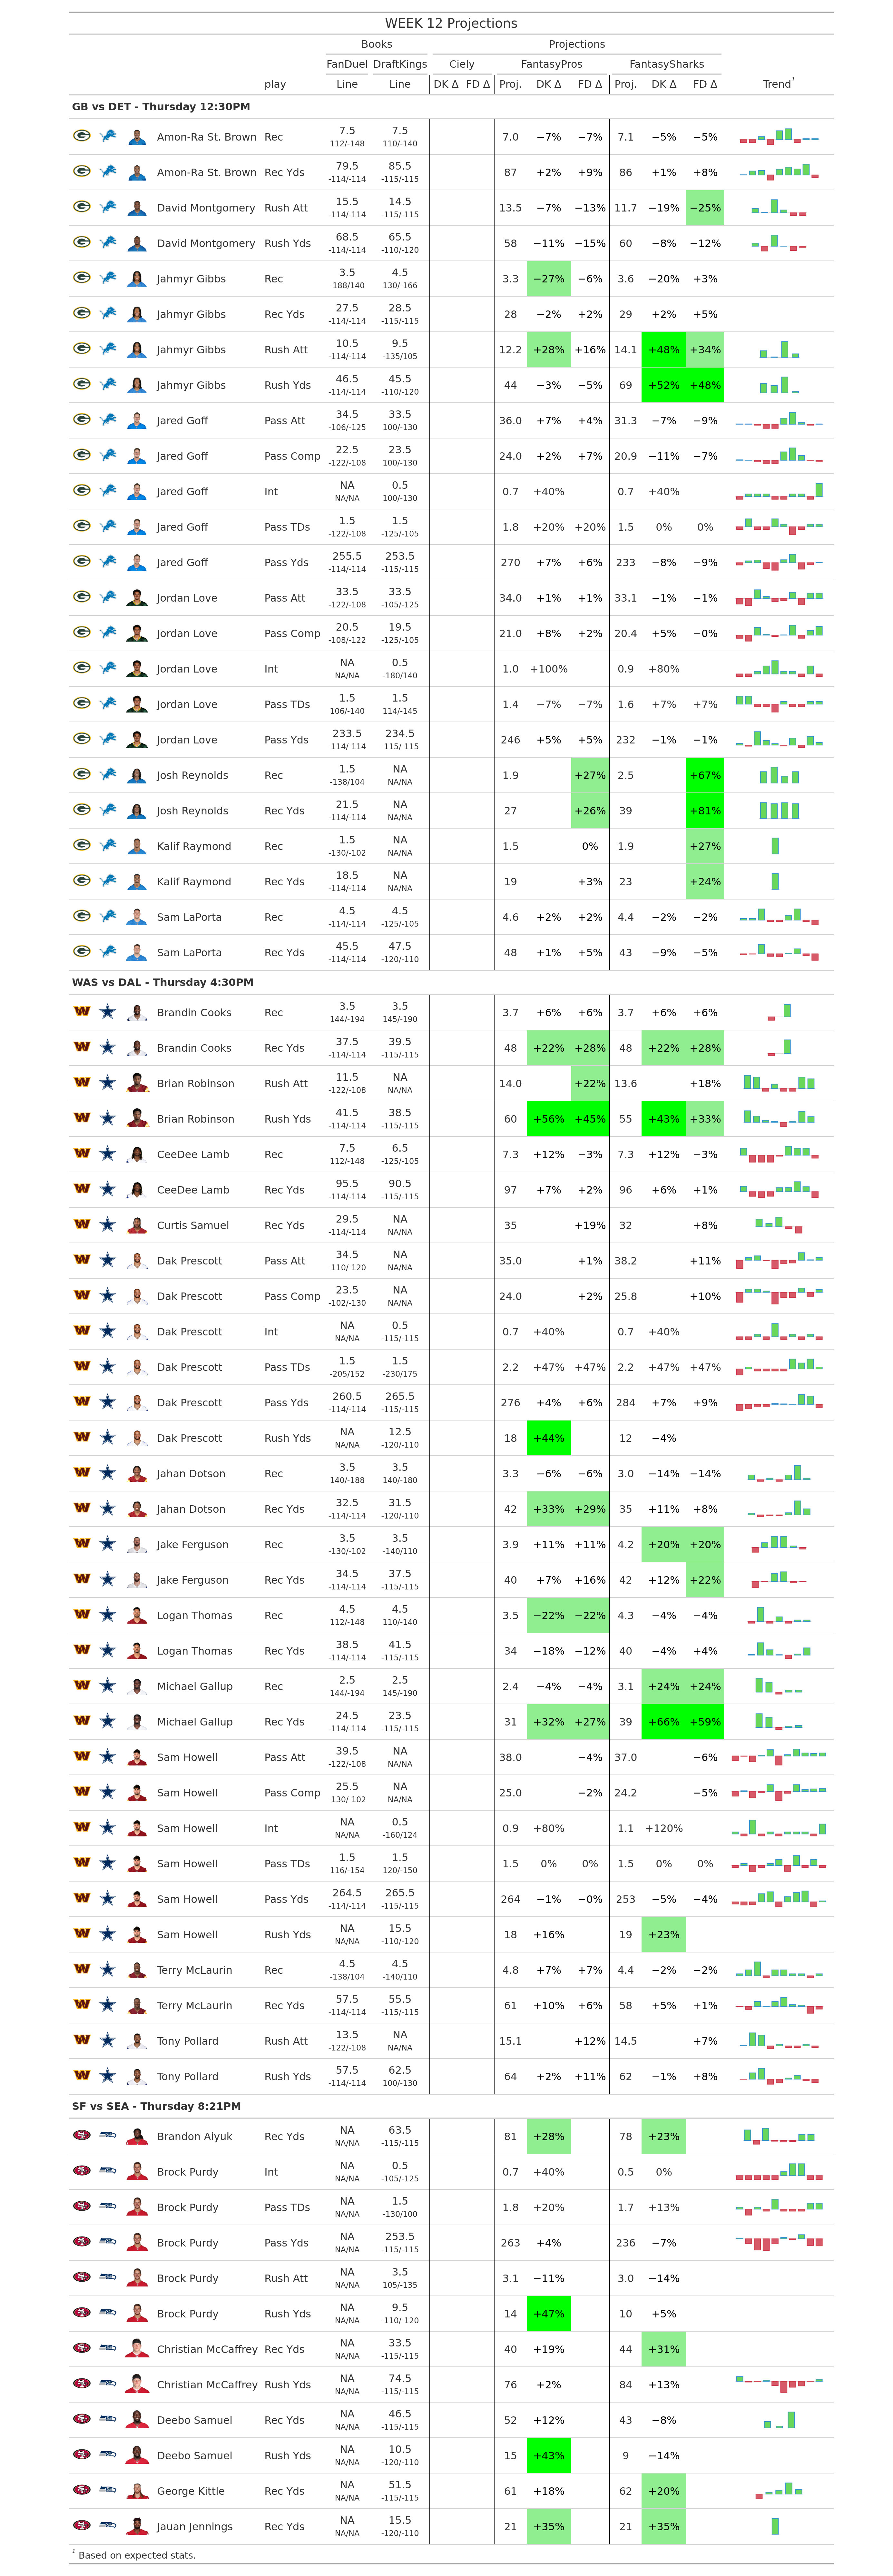 WEEK 12 Projections
Books Projections
FanDuel DraftKings Ciely FantasyPros FantasySharks
play Line Line DK Δ FD Δ Proj. DK Δ FD Δ Proj. DK Δ FD Δ Trend1
GB vs DET - Thursday 12:30PM
Amon-Ra St. Brown Rec 7.5 7.5 7.0 −7% −7% 7.1 −5% −5%
112/-148 110/-140
Amon-Ra St. Brown Rec Yds 79.5 85.5 87 +2% +9% 86 +1% +8%
-114/-114 -115/-115
David Montgomery Rush Att 15.5 14.5 13.5 −7% −13% 11.7 −19% −25%
-114/-114 -115/-115
David Montgomery Rush Yds 68.5 65.5 58 −11% −15% 60 −8% −12%
-114/-114 -110/-120
Jahmyr Gibbs Rec 3.5 4.5 3.3 −27% −6% 3.6 −20% +3%
-188/140 130/-166
Jahmyr Gibbs Rec Yds 27.5 28.5 28 −2% +2% 29 +2% +5%
-114/-114 -115/-115
Jahmyr Gibbs Rush Att 10.5 9.5 12.2 +28% +16% 14.1 +48% +34%
-114/-114 -135/105
Jahmyr Gibbs Rush Yds 46.5 45.5 44 −3% −5% 69 +52% +48%
-114/-114 -110/-120
Jared Goff Pass Att 34.5 33.5 36.0 +7% +4% 31.3 −7% −9%
-106/-125 100/-130
Jared Goff Pass Comp 22.5 23.5 24.0 +2% +7% 20.9 −11% −7%
-122/-108 100/-130
Jared Goff Int NA 0.5 0.7 +40% 0.7 +40%
NA/NA 100/-130
Jared Goff Pass TDs 1.5 1.5 1.8 +20% +20% 1.5 0% 0%
-122/-108 -125/-105
Jared Goff Pass Yds 255.5 253.5 270 +7% +6% 233 −8% −9%
-114/-114 -115/-115
Jordan Love Pass Att 33.5 33.5 34.0 +1% +1% 33.1 −1% −1%
-122/-108 -105/-125
Jordan Love Pass Comp 20.5 19.5 21.0 +8% +2% 20.4 +5% −0%
-108/-122 -125/-105
Jordan Love Int NA 0.5 1.0 +100% 0.9 +80%
NA/NA -180/140
Jordan Love Pass TDs 1.5 1.5 1.4 −7% −7% 1.6 +7% +7%
106/-140 114/-145
Jordan Love Pass Yds 233.5 234.5 246 +5% +5% 232 −1% −1%
-114/-114 -115/-115
Josh Reynolds Rec 1.5 NA 1.9 +27% 2.5 +67%
-138/104 NA/NA
Josh Reynolds Rec Yds 21.5 NA 27 +26% 39 +81%
-114/-114 NA/NA
Kalif Raymond Rec 1.5 NA 1.5 0% 1.9 +27%
-130/-102 NA/NA
Kalif Raymond Rec Yds 18.5 NA 19 +3% 23 +24%
-114/-114 NA/NA
Sam LaPorta Rec 4.5 4.5 4.6 +2% +2% 4.4 −2% −2%
-114/-114 -125/-105
Sam LaPorta Rec Yds 45.5 47.5 48 +1% +5% 43 −9% −5%
-114/-114 -120/-110
WAS vs DAL - Thursday 4:30PM
Brandin Cooks Rec 3.5 3.5 3.7 +6% +6% 3.7 +6% +6%
144/-194 145/-190
Brandin Cooks Rec Yds 37.5 39.5 48 +22% +28% 48 +22% +28%
-114/-114 -115/-115
Brian Robinson Rush Att 11.5 NA 14.0 +22% 13.6 +18%
-122/-108 NA/NA
Brian Robinson Rush Yds 41.5 38.5 60 +56% +45% 55 +43% +33%
-114/-114 -115/-115
CeeDee Lamb Rec 7.5 6.5 7.3 +12% −3% 7.3 +12% −3%
112/-148 -125/-105
CeeDee Lamb Rec Yds 95.5 90.5 97 +7% +2% 96 +6% +1%
-114/-114 -115/-115
Curtis Samuel Rec Yds 29.5 NA 35 +19% 32 +8%
-114/-114 NA/NA
Dak Prescott Pass Att 34.5 NA 35.0 +1% 38.2 +11%
-110/-120 NA/NA
Dak Prescott Pass Comp 23.5 NA 24.0 +2% 25.8 +10%
-102/-130 NA/NA
Dak Prescott Int NA 0.5 0.7 +40% 0.7 +40%
NA/NA -115/-115
Dak Prescott Pass TDs 1.5 1.5 2.2 +47% +47% 2.2 +47% +47%
-205/152 -230/175
Dak Prescott Pass Yds 260.5 265.5 276 +4% +6% 284 +7% +9%
-114/-114 -115/-115
Dak Prescott Rush Yds NA 12.5 18 +44% 12 −4%
NA/NA -120/-110
Jahan Dotson Rec 3.5 3.5 3.3 −6% −6% 3.0 −14% −14%
140/-188 140/-180
Jahan Dotson Rec Yds 32.5 31.5 42 +33% +29% 35 +11% +8%
-114/-114 -120/-110
Jake Ferguson Rec 3.5 3.5 3.9 +11% +11% 4.2 +20% +20%
-130/-102 -140/110
Jake Ferguson Rec Yds 34.5 37.5 40 +7% +16% 42 +12% +22%
-114/-114 -115/-115
Logan Thomas Rec 4.5 4.5 3.5 −22% −22% 4.3 −4% −4%
112/-148 110/-140
Logan Thomas Rec Yds 38.5 41.5 34 −18% −12% 40 −4% +4%
-114/-114 -115/-115
Michael Gallup Rec 2.5 2.5 2.4 −4% −4% 3.1 +24% +24%
144/-194 145/-190
Michael Gallup Rec Yds 24.5 23.5 31 +32% +27% 39 +66% +59%
-114/-114 -115/-115
Sam Howell Pass Att 39.5 NA 38.0 −4% 37.0 −6%
-122/-108 NA/NA
Sam Howell Pass Comp 25.5 NA 25.0 −2% 24.2 −5%
-130/-102 NA/NA
Sam Howell Int NA 0.5 0.9 +80% 1.1 +120%
NA/NA -160/124
Sam Howell Pass TDs 1.5 1.5 1.5 0% 0% 1.5 0% 0%
116/-154 120/-150
Sam Howell Pass Yds 264.5 265.5 264 −1% −0% 253 −5% −4%
-114/-114 -115/-115
Sam Howell Rush Yds NA 15.5 18 +16% 19 +23%
NA/NA -110/-120
Terry McLaurin Rec 4.5 4.5 4.8 +7% +7% 4.4 −2% −2%
-138/104 -140/110
Terry McLaurin Rec Yds 57.5 55.5 61 +10% +6% 58 +5% +1%
-114/-114 -115/-115
Tony Pollard Rush Att 13.5 NA 15.1 +12% 14.5 +7%
-122/-108 NA/NA
Tony Pollard Rush Yds 57.5 62.5 64 +2% +11% 62 −1% +8%
-114/-114 100/-130
SF vs SEA - Thursday 8:21PM
Brandon Aiyuk Rec Yds NA 63.5 81 +28% 78 +23%
NA/NA -115/-115
Brock Purdy Int NA 0.5 0.7 +40% 0.5 0%
NA/NA -105/-125
Brock Purdy Pass TDs NA 1.5 1.8 +20% 1.7 +13%
NA/NA -130/100
Brock Purdy Pass Yds NA 253.5 263 +4% 236 −7%
NA/NA -115/-115
Brock Purdy Rush Att NA 3.5 3.1 −11% 3.0 −14%
NA/NA 105/-135
Brock Purdy Rush Yds NA 9.5 14 +47% 10 +5%
NA/NA -110/-120
Christian McCaffrey Rec Yds NA 33.5 40 +19% 44 +31%
NA/NA -115/-115
Christian McCaffrey Rush Yds NA 74.5 76 +2% 84 +13%
NA/NA -115/-115
Deebo Samuel Rec Yds NA 46.5 52 +12% 43 −8%
NA/NA -115/-115
Deebo Samuel Rush Yds NA 10.5 15 +43% 9 −14%
NA/NA -120/-110
George Kittle Rec Yds NA 51.5 61 +18% 62 +20%
NA/NA -115/-115
Jauan Jennings Rec Yds NA 15.5 21 +35% 21 +35%
NA/NA -120/-110
1 Based on expected stats.